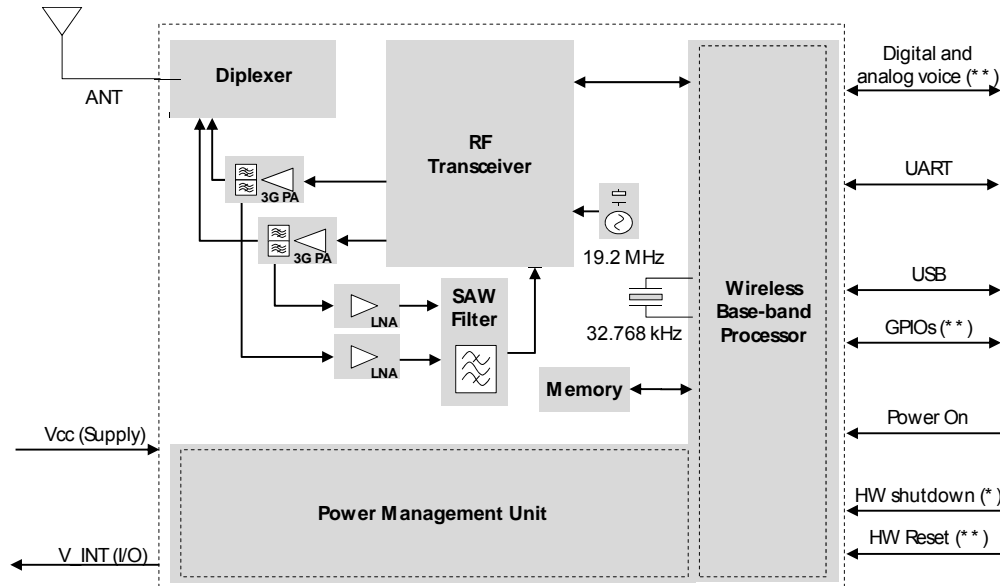 Diplexer
ANT
RF
Transceiver
3G PA
3G PA
19.2 MHz
32.768 kHz
LNA
LNA
SAW
Filter
Memory
Wireless
Base-band
Processor
Power Management Unit
Vcc (Supply)
V_INT (I/O)
Digital and
analog voice (**)
UART
USB
GPIOs (**)
Power On
HW shutdown (*)
HW Reset (**)